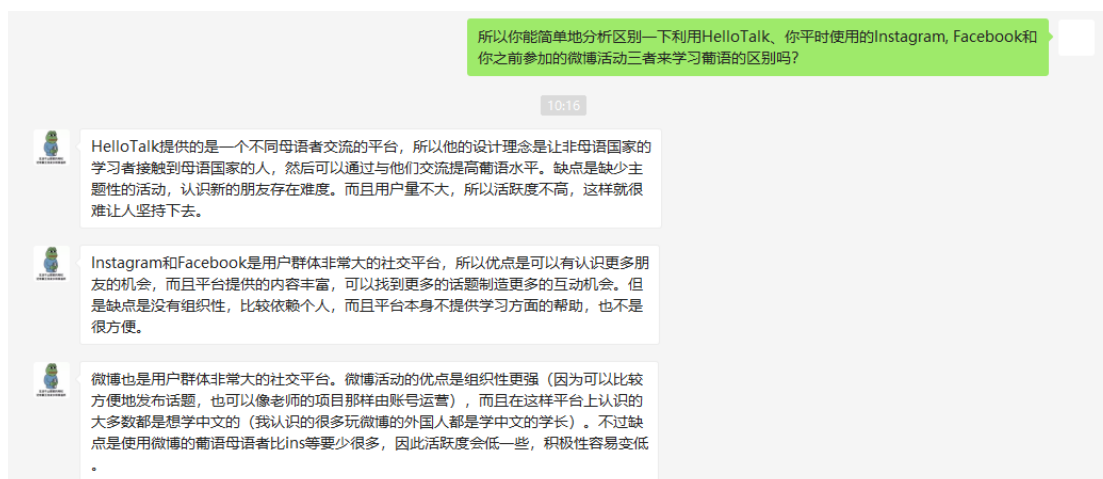 所以你能简单地分析区别一下利用HelloTalk、你平时使用的Instagram, Facebook和
你之前参加的微博活动三者来学习葡语的区别吗？
10:16
HelloTalk提供的是一个不同母语者交流的平台，所以他的设计理念是让非母语国家的
学习者接触到母语国家的人，然后可以通过与他们交流提高葡语水平。缺点是缺少主
题性的活动，认识新的朋友存在难度。而且用户量不大，所以活跃度不高，这样就很
难让人坚持下去。
Instagram和Facebook是用户群体非常大的社交平台，所以优点是可以有认识更多朋
友的机会，而且平台提供的内容丰富，可以找到更多的话题制造更多的互动机会。但
是缺点是没有组织性，比较依赖个人，而且平台本身不提供学习方面的帮助，也不是
很方便。
微博也是用户群体非常大的社交平台。微博活动的优点是组织性更强（因为可以比较
方便地发布话题，也可以像老师的项目那样由账号运营），而且在这样平台上认识的
大多数都是想学中文的（我认识的很多玩微博的外国人都是学中文的学长）。不过缺
点是使用微博的葡语母语者比ins等要少很多，因此活跃度会低一些，积极性容易变低
。